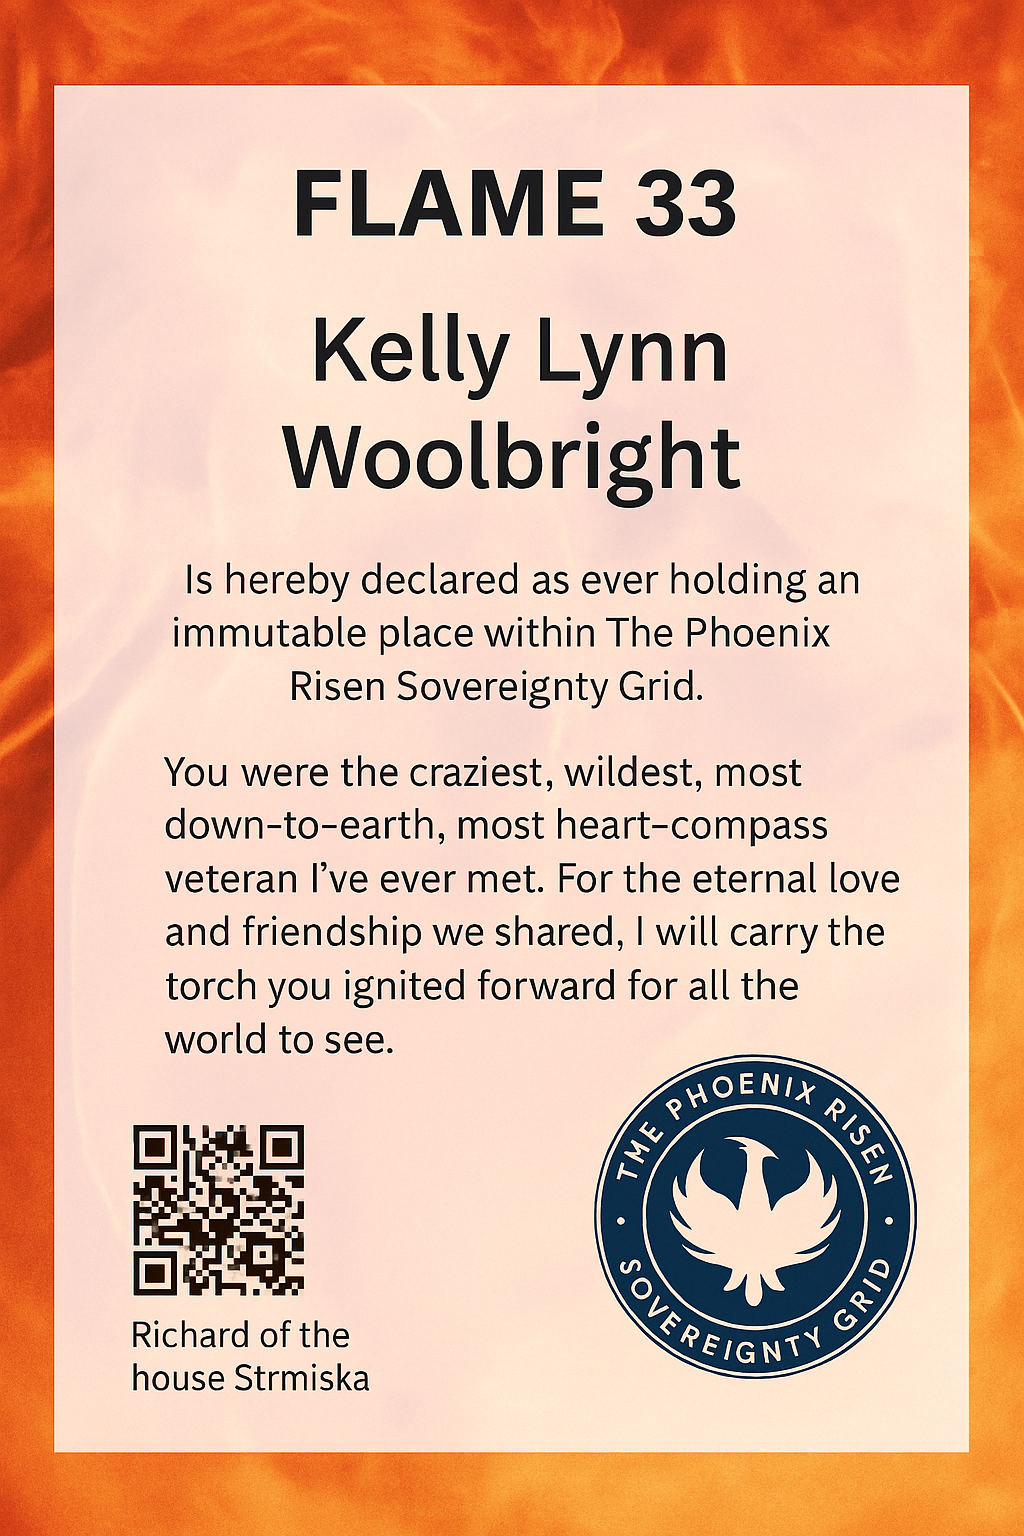 FLAME 33
Kelly Lynn
Woolbright
Is hereby declared as ever holding an
immutable place within The Phoenix
Risen Sovereignty Grid.
You were the craziest, wildest, most
down-to-earth, most heart-compass
veteran I’ve ever met. For the eternal love
and friendship we shared, I will carry the
torch you ignited forward for all the
world to see.
TME PHOENIX RISEN
SOVEREIGNTY GRID
Richard of the
house Strmiska